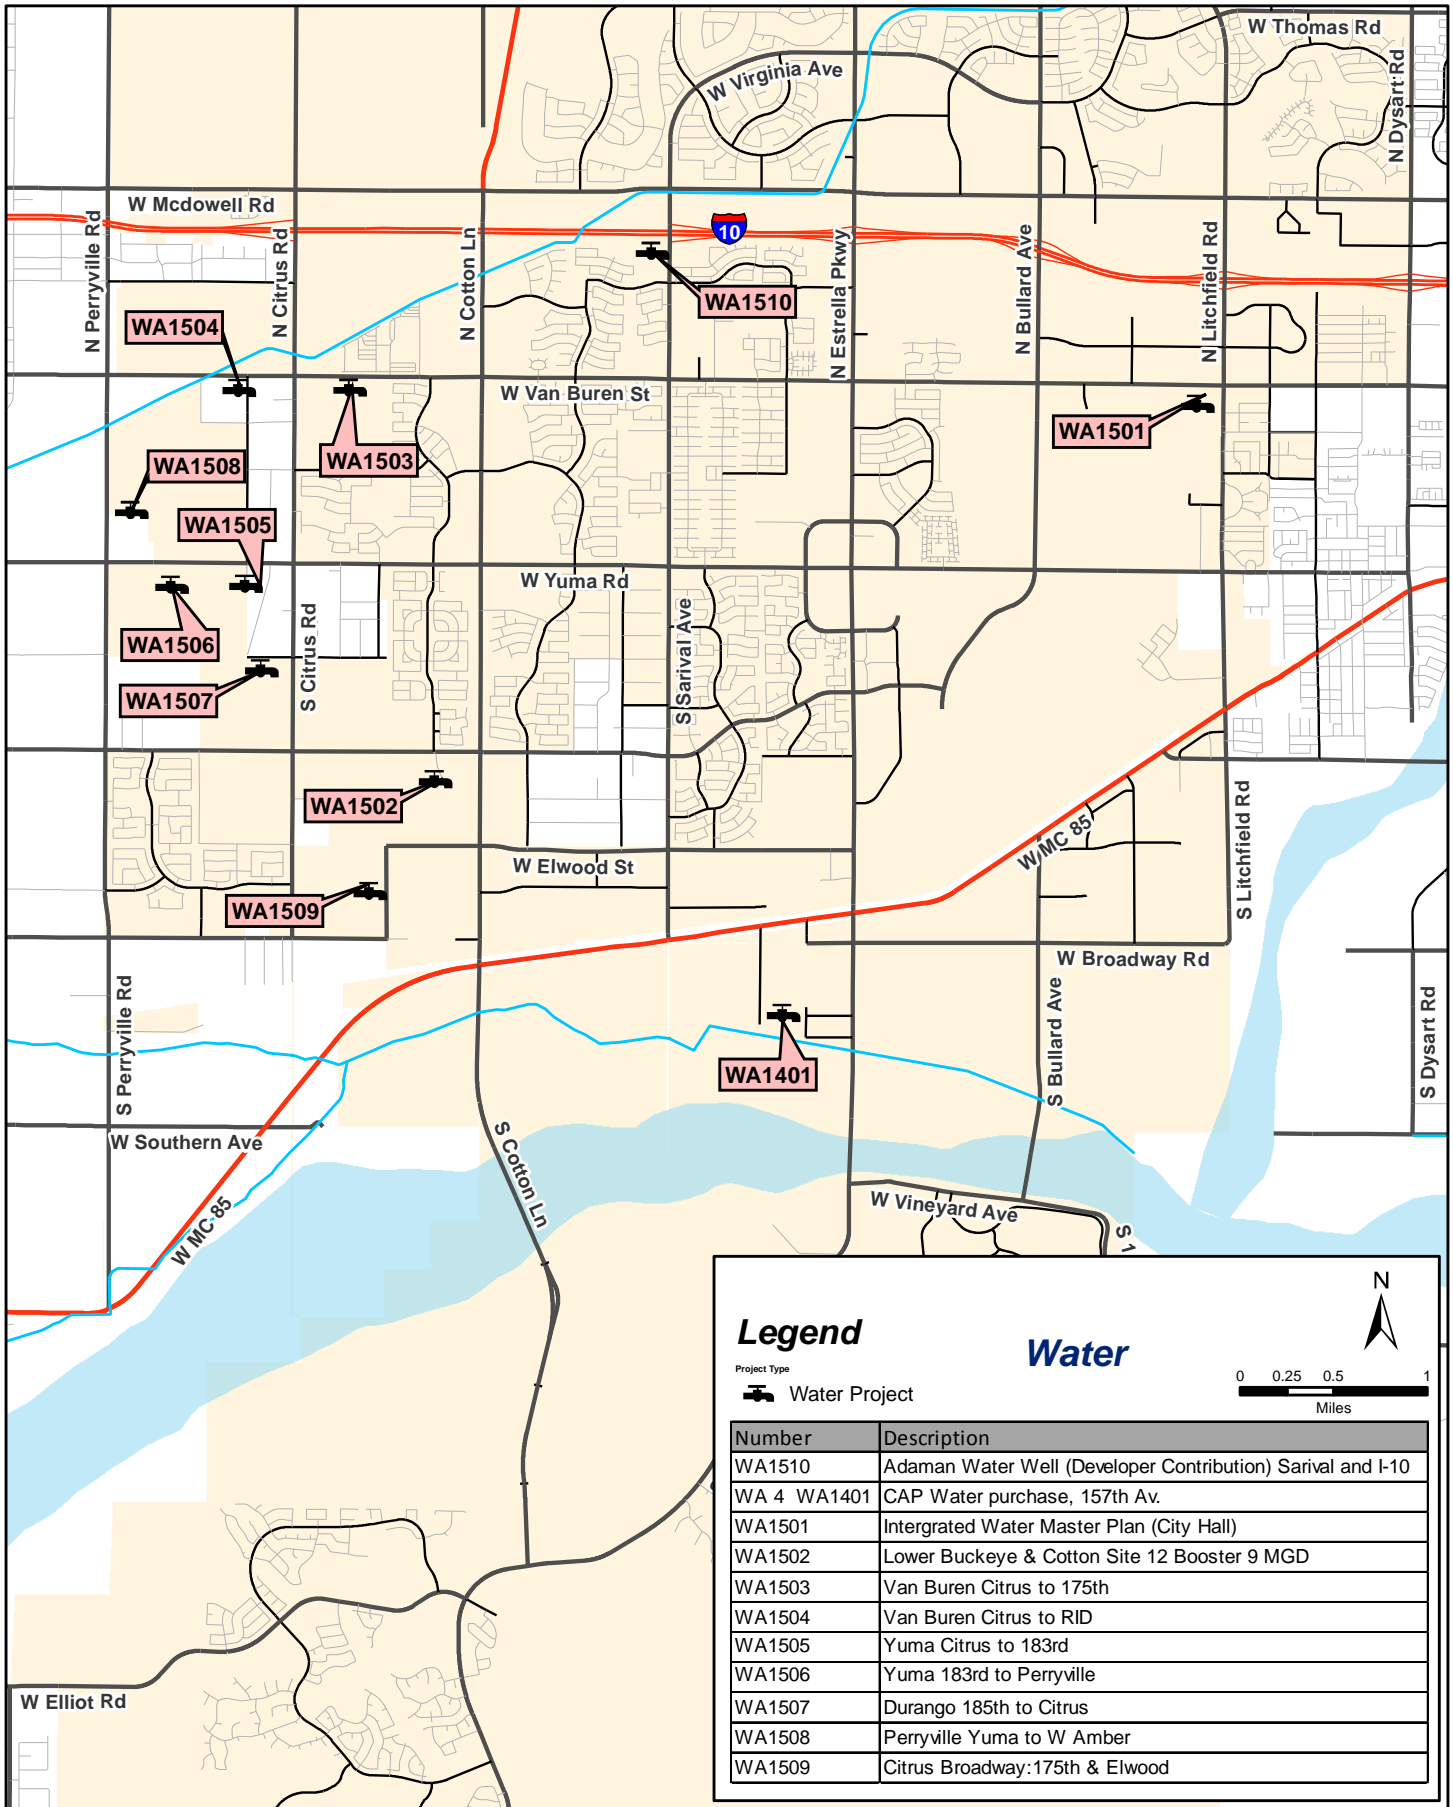 W Thomas Rd
W Virginia Ave
N Dysart Rd
W Mcdowell Rd
N Perryville Rd
N Citrus Rd
N Cotton Ln
10
N Estrella Pkwy
N Bullard Ave
N Litchfield Rd
WA1510
WA1504
W Van Buren St
WA1501
WA1503
WA1508
WA1505
W Yuma Rd
WA1506
S Citrus Rd
S Sarival Ave
WA1507
WA1502
W MC 85
S Litchfield Rd
W Elwood St
WA1509
W Broadway Rd
S Perryville Rd
S Bullard Ave
S Dysart Rd
WA1401
W Southern Ave
S Cotton Ln
W MC 85
W Vineyard Ave
S 1
W Elliot Rd
N
Legend
Water
Project Type
Water Project
0 0.25 0.5 1
Miles
Number Description
WA1510 Adaman Water Well (Developer Contribution) Sarival and I-10
WA 4 WA1401 CAP Water purchase, 157th Av.
WA1501 Intergrated Water Master Plan (City Hall)
WA1502 Lower Buckeye & Cotton Site 12 Booster 9 MGD
WA1503 Van Buren Citrus to 175th
WA1504 Van Buren Citrus to RID
WA1505 Yuma Citrus to 183rd
WA1506 Yuma 183rd to Perryville
WA1507 Durango 185th to Citrus
WA1508 Perryville Yuma to W Amber
WA1509 Citrus Broadway:175th & Elwood